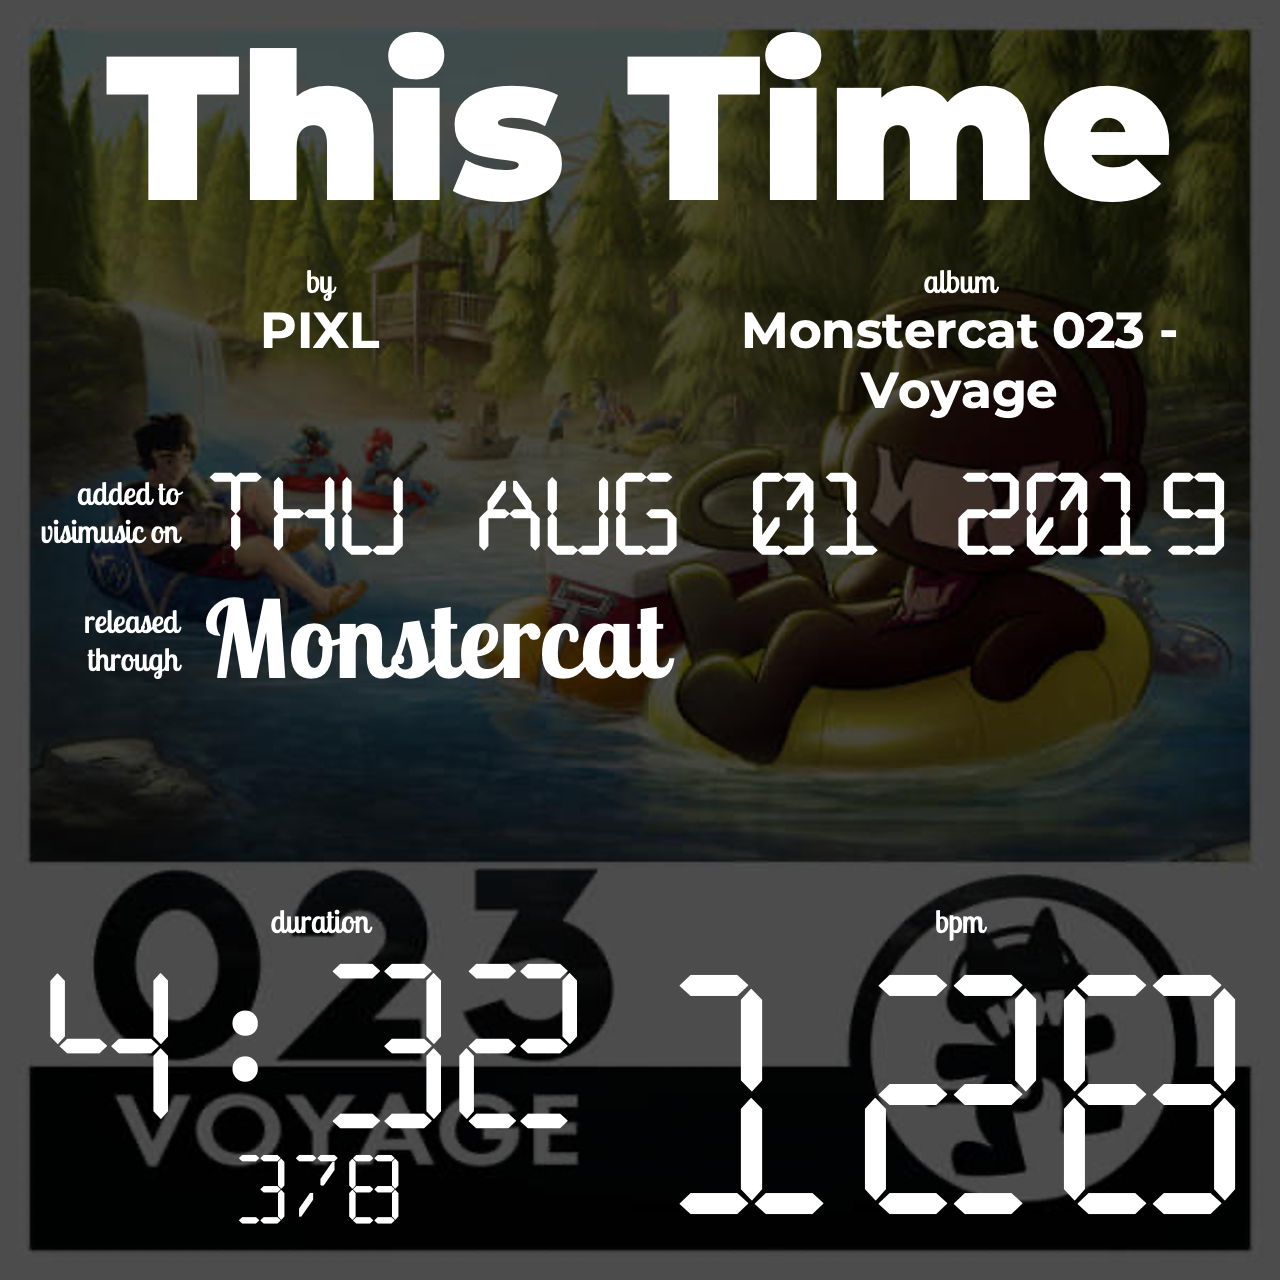 This Time
by
PIXL
album
Monstercat 023 -
Voyage
added to
visimusic on
THU AUG 01 2019
released
through
Monstercat
023
duration
4:32
378
bpm
128
VOYAGE